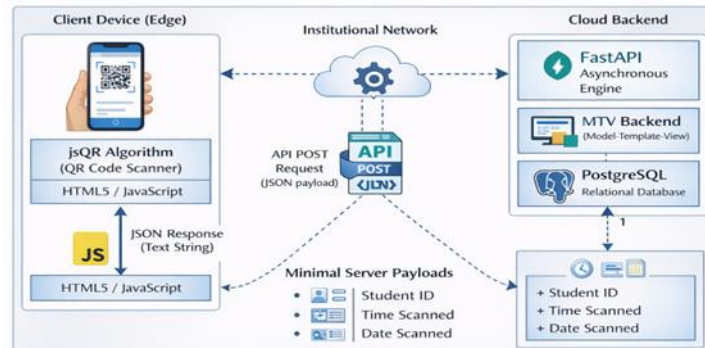 Client Device (Edge)
jsQR Algorithm
(QR Code Scanner)
HTML5 / JavaScript
JS
JSON Response
(Text String)
HTML5 / JavaScript
Institutional Network
API POST
Request
(JSON payload)
API
POST
<JLN>
Minimal Server Payloads
• Student ID
• Time Scanned
• Date Scanned
Cloud Backend
FastAPI
Asynchronous
Engine
MTV Backend
(Model-Template-View)
PostgreSQL
Relational Database
1
+ Student ID
+ Time Scanned
+ Date Scanned